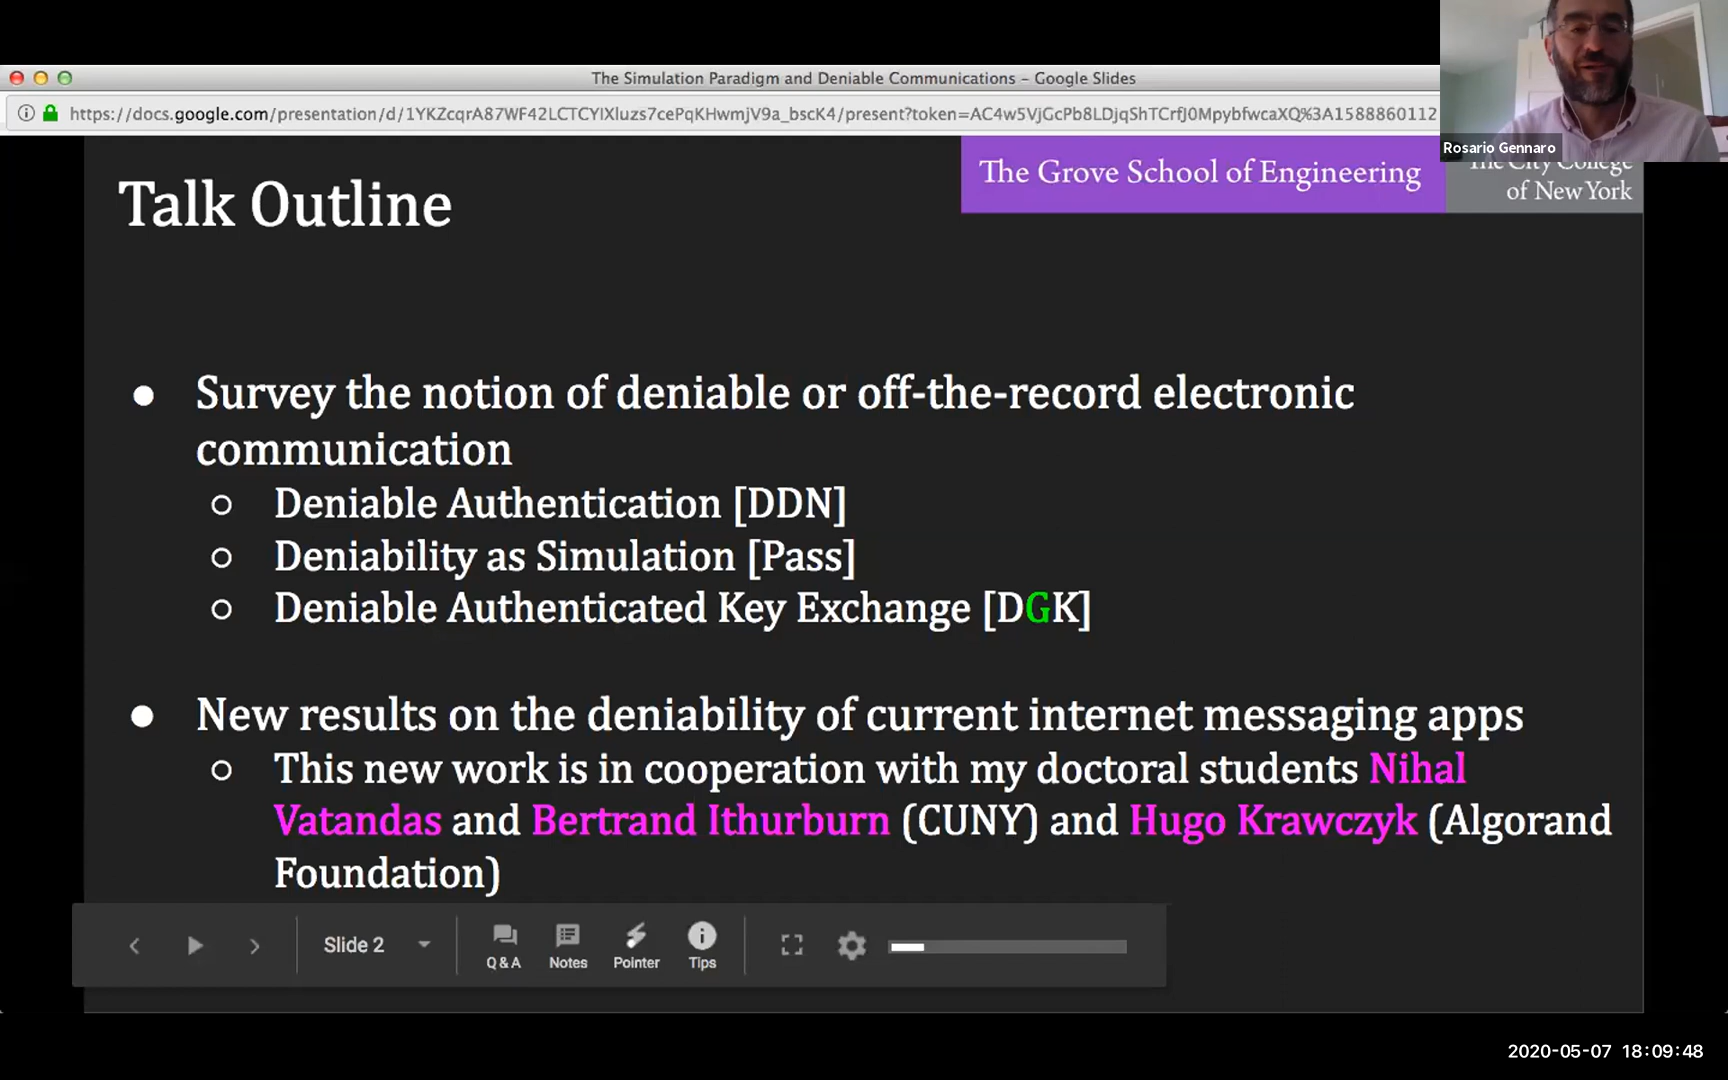 The Simulation Paradigm and Deniable Communications – Google Slides
https://docs.google.com/presentation/d/1YKZcqrA87WF42LCTCYIXluzs7cePqKHwmjV9a_bscK4/present?token=AC4w5VjGcPb8LDjqShTCrfJ0MpybfwcaXQ%3A1588860112
Rosario Gennaro
The Grove School of Engineering
The City College
of New York
Talk Outline
● Survey the notion of deniable or off-the-record electronic
communication
○ Deniable Authentication [DDN]
○ Deniability as Simulation [Pass]
○ Deniable Authenticated Key Exchange [DGK]
● New results on the deniability of current internet messaging apps
○ This new work is in cooperation with my doctoral students Nihal
Vatandas and Bertrand Ithurburn (CUNY) and Hugo Krawczyk (Algorand
Foundation)
Slide 2
Q & A
Notes
Pointer
Tips
2020-05-07 18:09:48